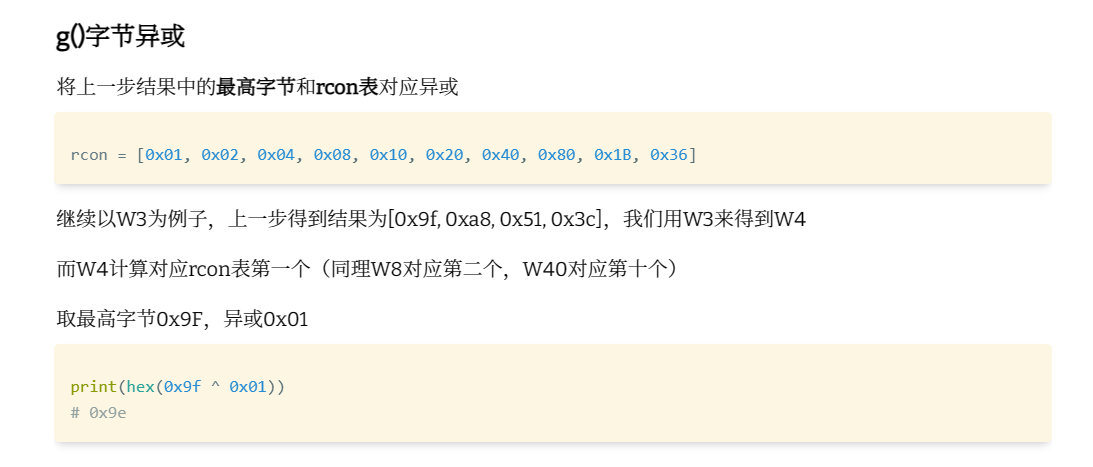 g()字节异或
将上一步结果中的最高字节和rcon表对应异或
rcon = [0x01, 0x02, 0x04, 0x08, 0x10, 0x20, 0x40, 0x80, 0x1B, 0x36]
继续以W3为例子，上一步得到结果为[0x9f, 0xa8, 0x51, 0x3c]，我们用W3来得到W4
而W4计算对应rcon表第一个（同理W8对应第二个，W40对应第十个）
取最高字节0x9F，异或0x01
print(hex(0x9f ^ 0x01))
# 0x9e